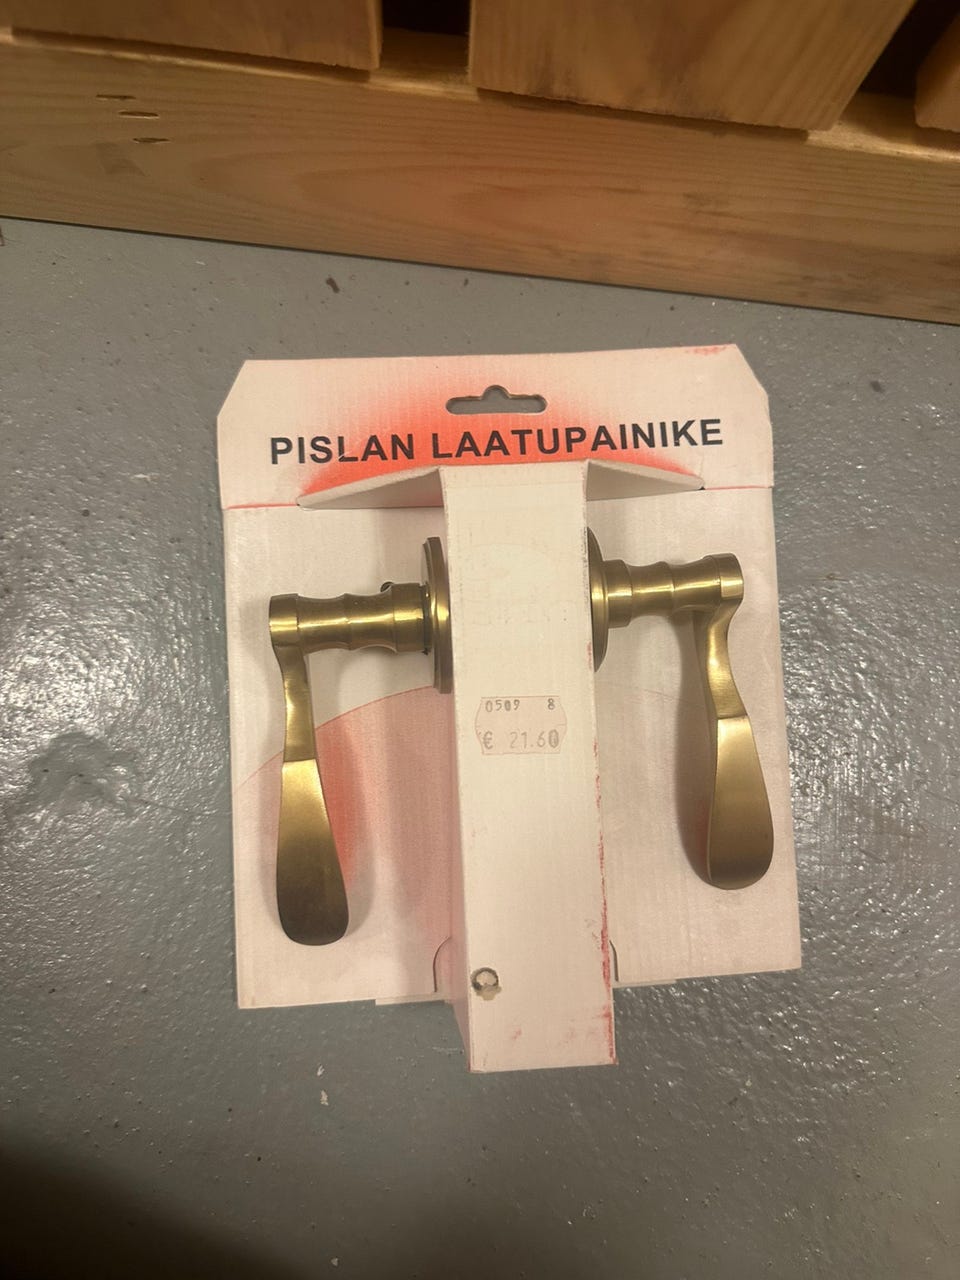 PISLAN LAATUPAINIKE
0509 8
€ 21.60